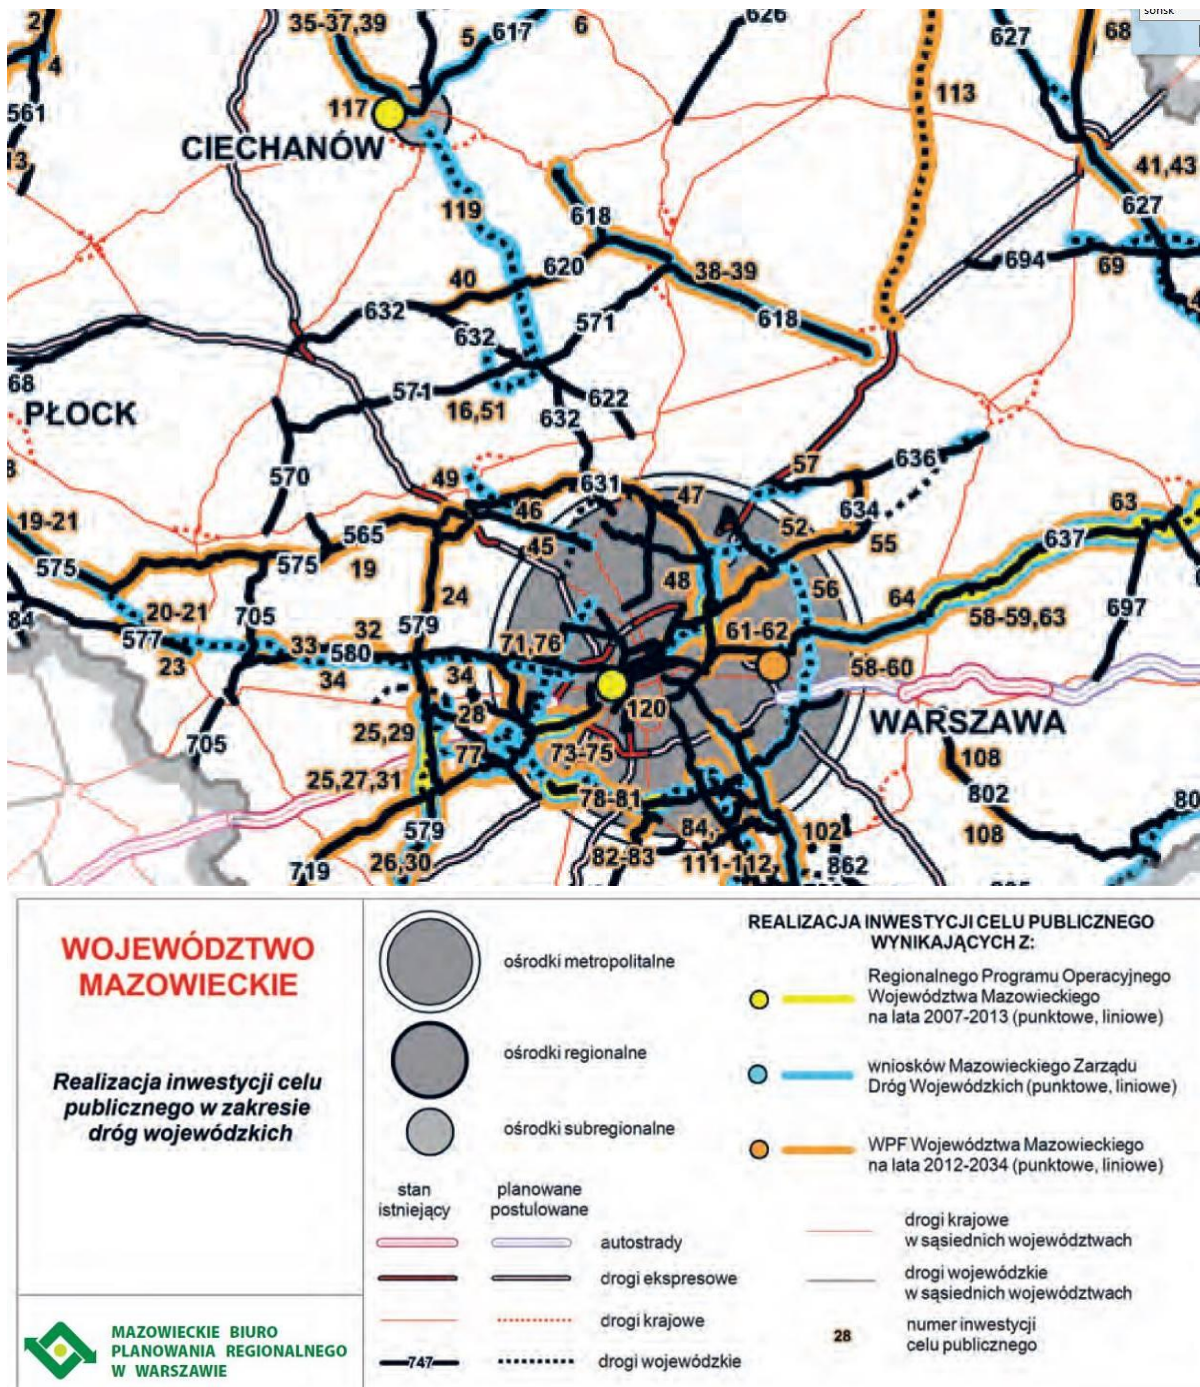 sońsk
626
35-37,39
2
5
617
6
627
68
4
113
561
117
CIECHANÓW
13,
41,43
119
618
627
620
38-39
694
69
40
632
571
618
632
68
571
622
PŁOCK
16,51
632
57
636
49
570
631
47
63
46
634
19-21
52
565
45
55
637
575
575
19
48
56
24
64
20-21
705
697
84
579
58-59,63
577
32
61-62
33
580
71,76
23
34
34
58-60
28
120
WARSZAWA
705
25,29
77
73-75
108
25,27,31
78-81
802
80
579
84,
102
108
26,30
82-83
111-112,
862
719
WOJEWÓDZTWO
MAZOWIECKIE
Realizacja inwestycji celu
publicznego w zakresie
dróg wojewódzkich
MAZOWIECKIE BIURO
PLANOWANIA REGIONALNEGO
W WARSZAWIE
ośrodki metropolitalne
ośrodki regionalne
ośrodki subregionalne
stan
istniejący
planowane
postulowane
autostrady
drogi ekspresowe
drogi krajowe
747
drogi wojewódzkie
REALIZACJA INWESTYCJI CELU PUBLICZNEGO
WYNIKAJĄCYCH Z:
Regionalnego Programu Operacyjnego
Województwa Mazowieckiego
na lata 2007-2013 (punktowe, liniowe)
wniosków Mazowieckiego Zarządu
Dróg Wojewódzkich (punktowe, liniowe)
WPF Województwa Mazowieckiego
na lata 2012-2034 (punktowe, liniowe)
drogi krajowe
w sąsiednich województwach
drogi wojewódzkie
w sąsiednich województwach
28
numer inwestycji
celu publicznego